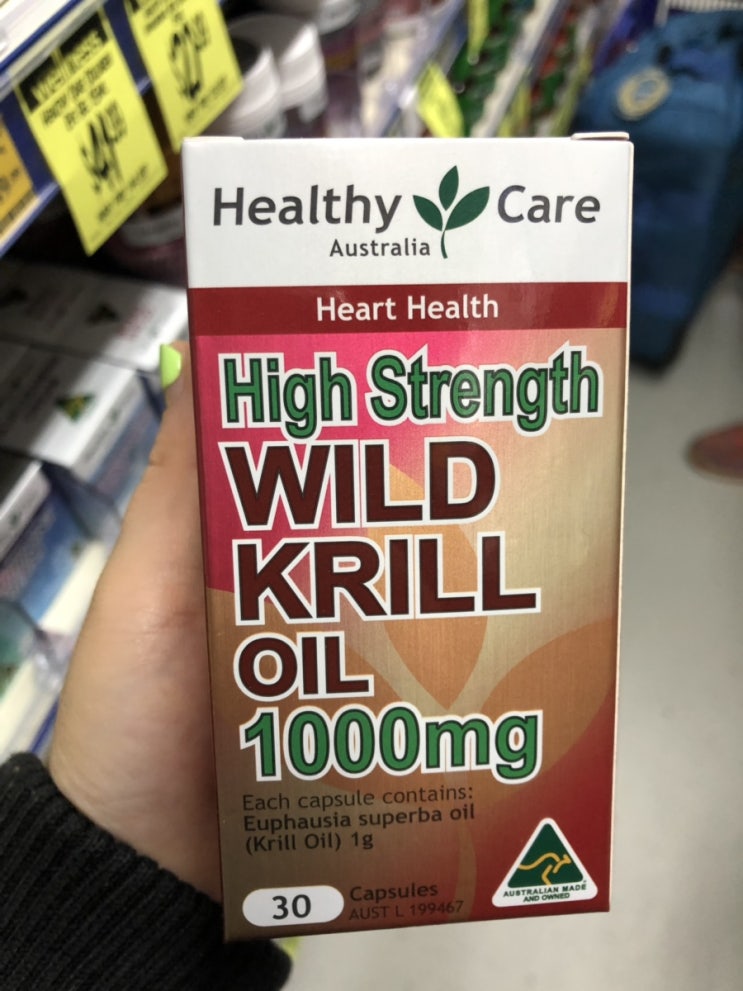 Healthy Care
Australia
Heart Health
High Strength
WILD
KRILL
OIL
1000mg
Each capsule contains:
Euphausia superba oil
(Krill Oil) 1g
30 Capsules
AUST L 199467
AUSTRALIAN MADE
AND OWNED